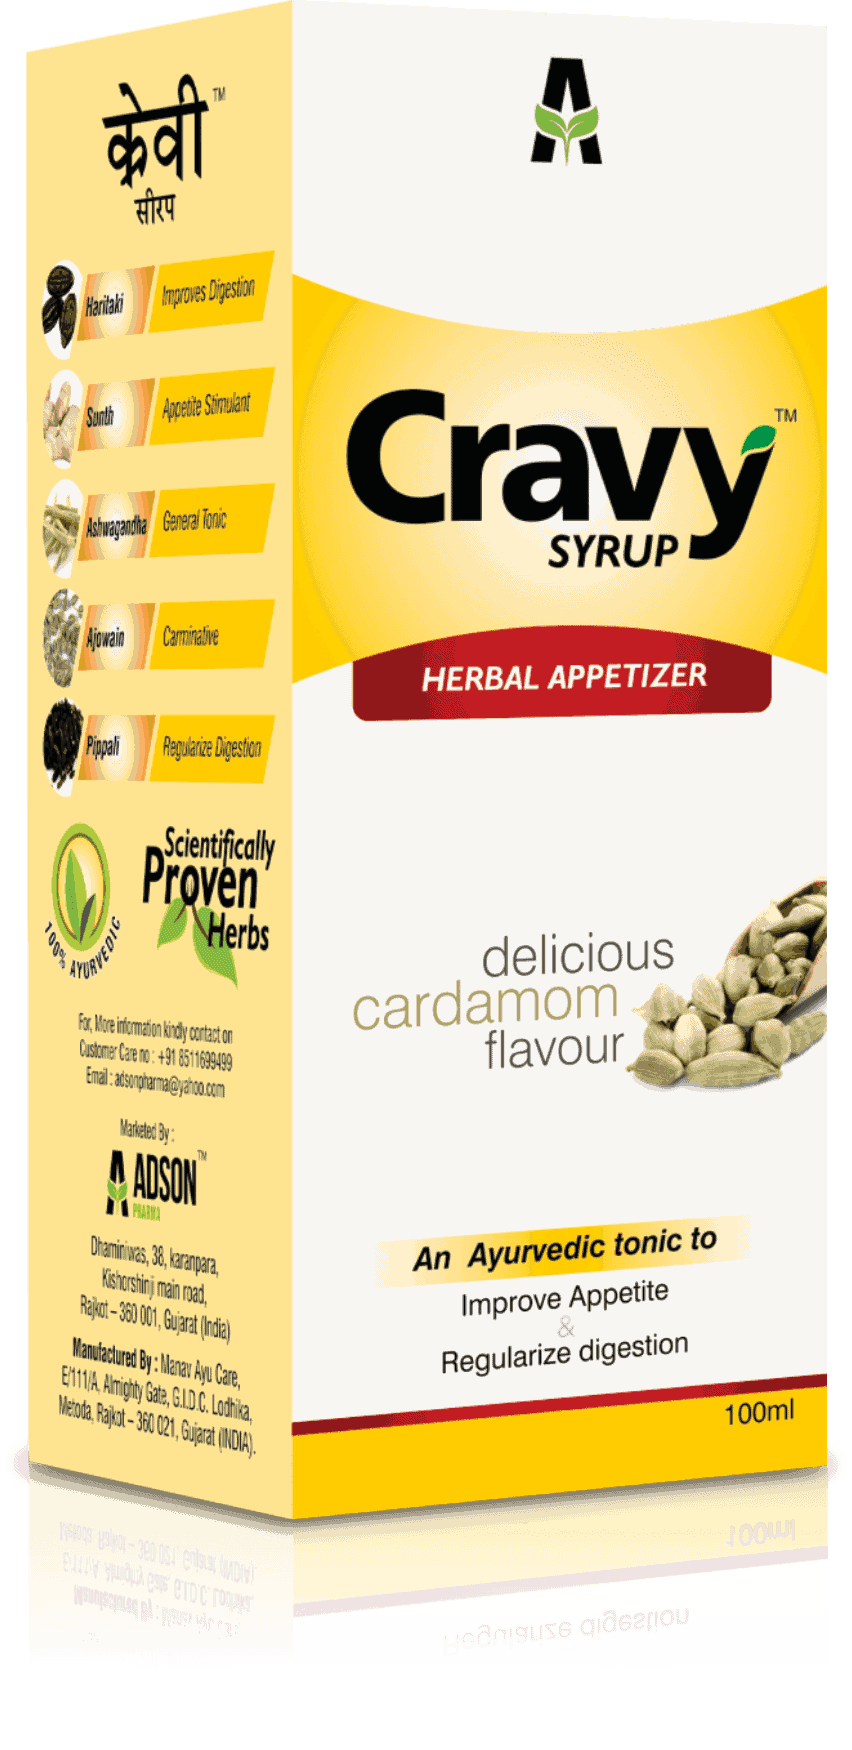 क्रेवी™
सीरप
Haritaki Improves Digestion
Sunth Appetite Stimulant
Ashwagandha General Tonic
Ajowain Carminative
Pippali Regularize Digestion
100% AYURVEDIC
Scientifically
Proven
Herbs
For, More information kindly contact on
Customer Care no : +91 8511699499
Email : adsonpharma@yahoo.com
Marketed By :
ADSON™
PHARMA
Dhaminiwas, 38, karanpara,
Kishorshinji main road,
Rajkot – 360 001, Gujarat (India)
Manufactured By : Manav Ayu Care,
E/111/A, Almighty Gate, G.I.D.C. Lodhika,
Metoda, Rajkot – 360 021, Gujarat (INDIA).
Cravy™
SYRUP
HERBAL APPETIZER
delicious
cardamom
flavour
An Ayurvedic tonic to
Improve Appetite
&
Regularize digestion
100ml